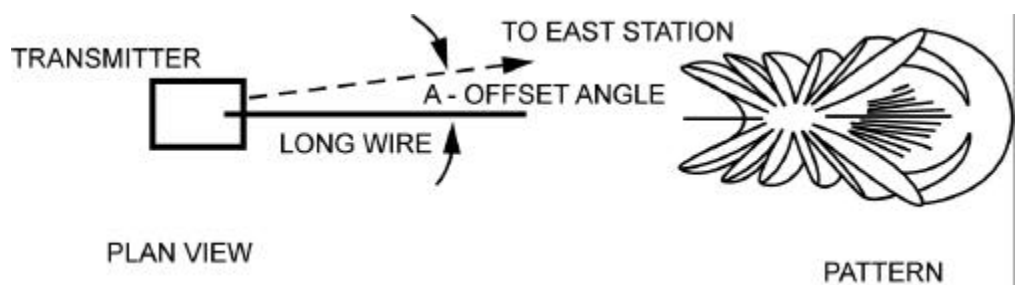 TO EAST STATION
TRANSMITTER
A - OFFSET ANGLE
LONG WIRE
PLAN VIEW
PATTERN